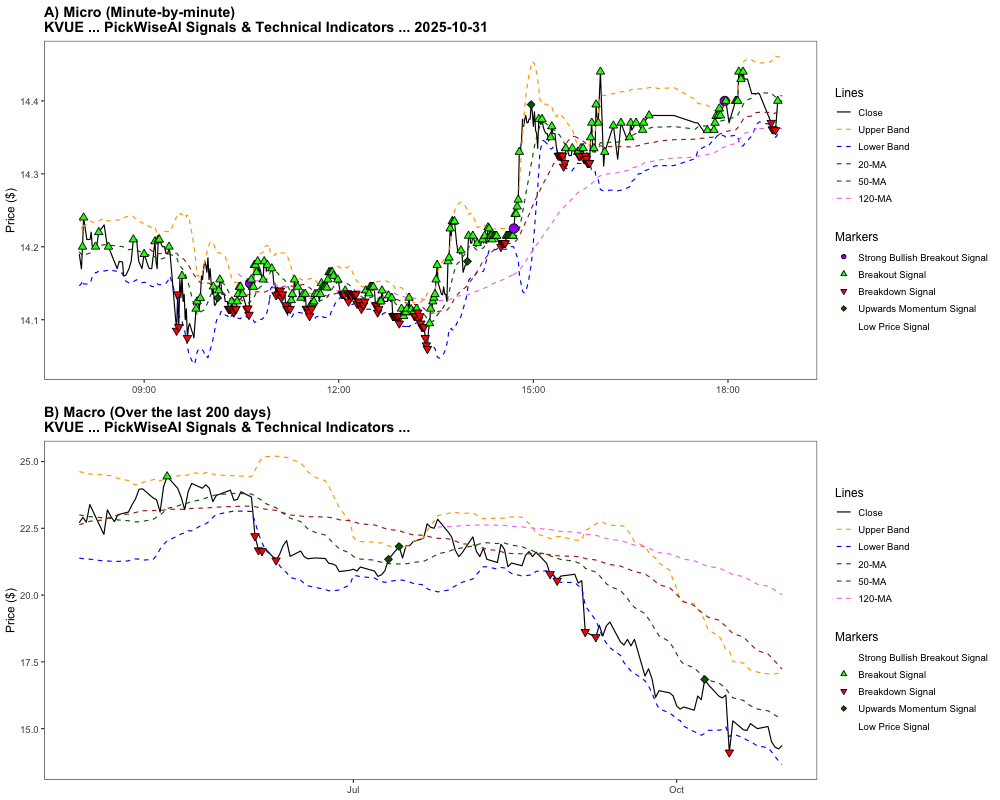 A) Micro (Minute-by-minute)
KVUE ... PickWiseAI Signals & Technical Indicators ... 2025-10-31
Price ($)
14.4
14.3
14.2
14.1
09:00
12:00
15:00
18:00
Lines
Close
Upper Band
Lower Band
20-MA
50-MA
120-MA
Markers
Strong Bullish Breakout Signal
Breakout Signal
Breakdown Signal
Upwards Momentum Signal
Low Price Signal
B) Macro (Over the last 200 days)
KVUE ... PickWiseAI Signals & Technical Indicators ...
Price ($)
25.0
22.5
20.0
17.5
15.0
Jul
Oct
Lines
Close
Upper Band
Lower Band
20-MA
50-MA
120-MA
Markers
Strong Bullish Breakout Signal
Breakout Signal
Breakdown Signal
Upwards Momentum Signal
Low Price Signal